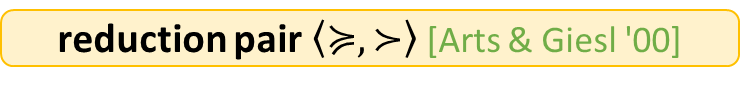 reduction pair ⟨≽, ≻⟩ [Arts & Giesl '00]